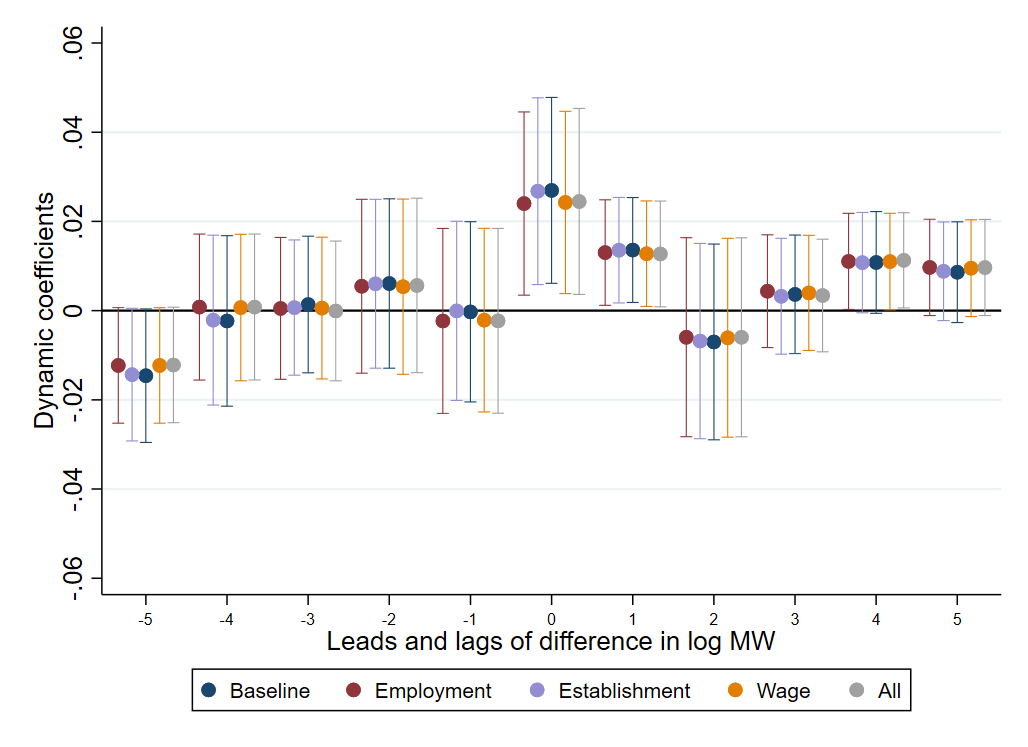 Dynamic coefficients
.06
.04
.02
0
-.02
-.04
-.06
-5 -4 -3 -2 -1 0 1 2 3 4 5
Leads and lags of difference in log MW
Baseline Employment Establishment Wage All